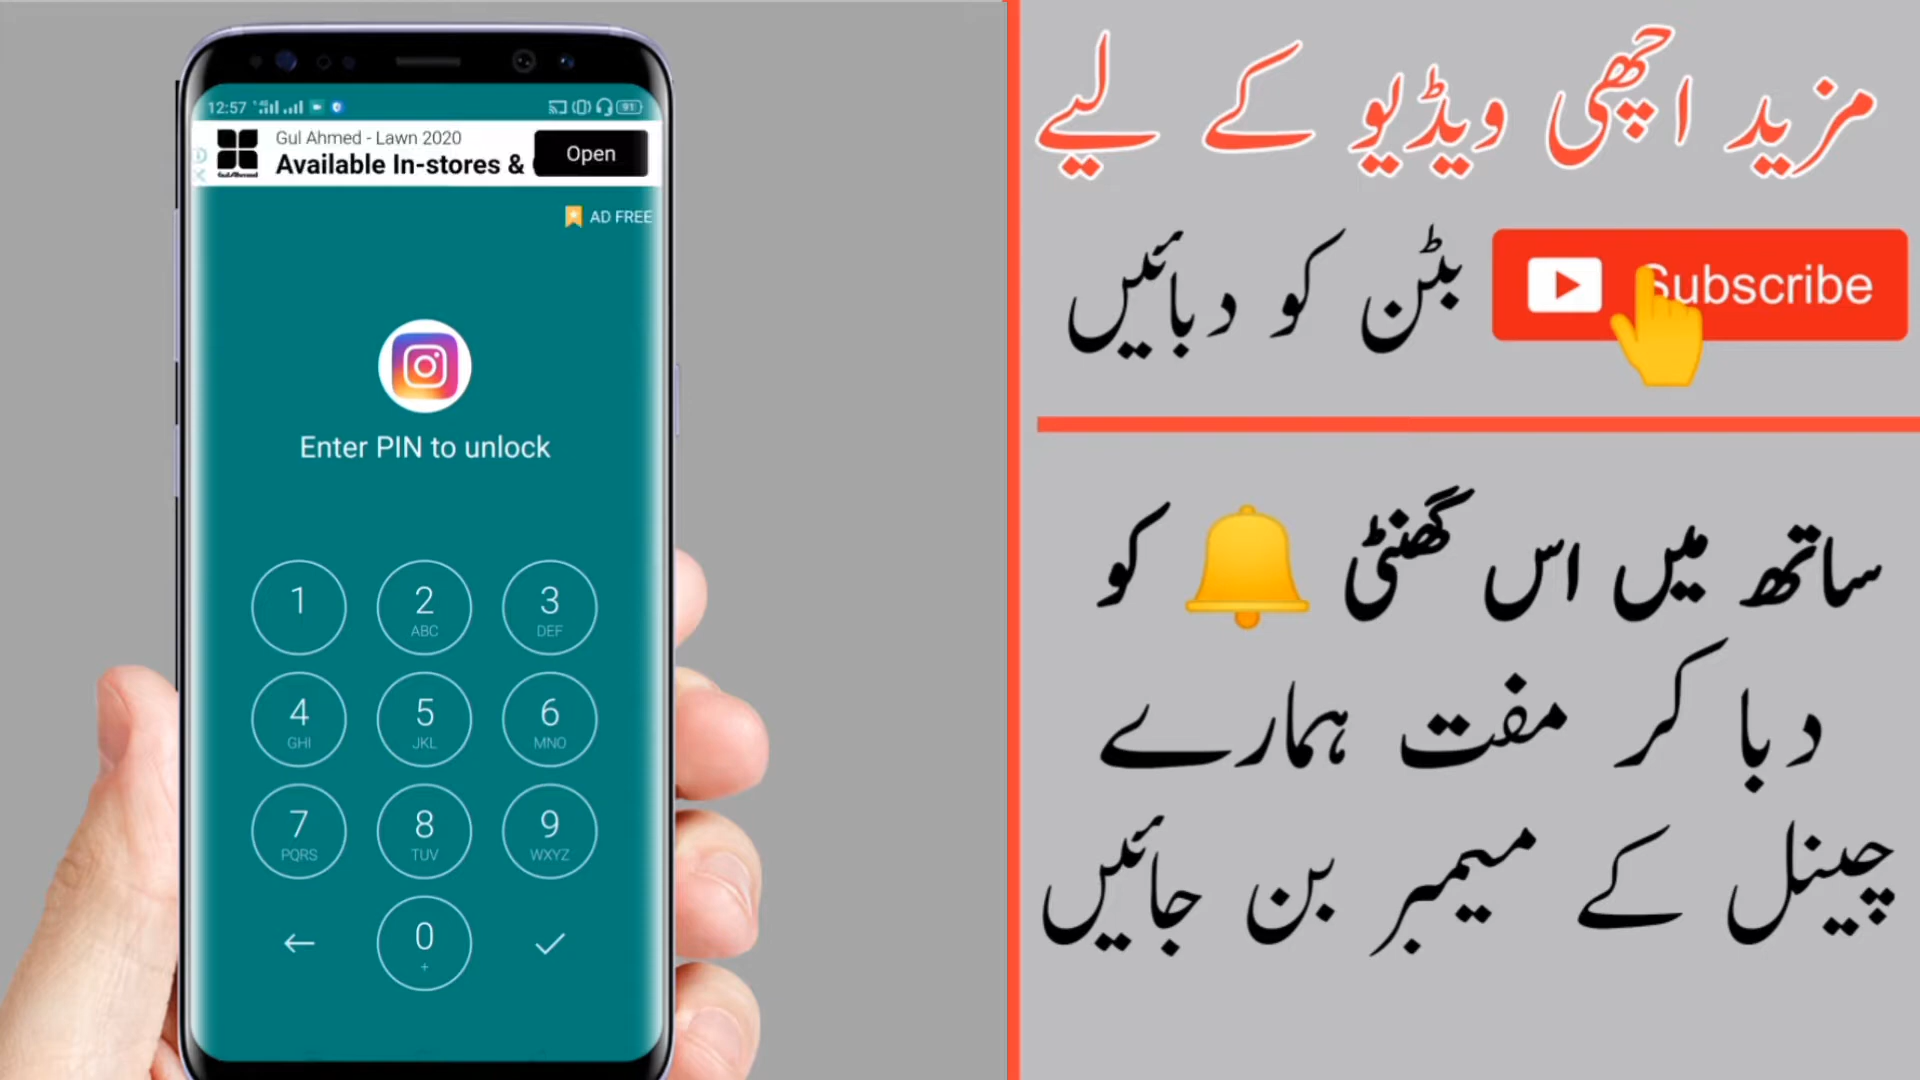 12:57
91
Gul Ahmed - Lawn 2020
Available In-stores &
Open
GulAhmed
AD FREE
Enter PIN to unlock
1
2 ABC
3 DEF
4 GHI
5 JKL
6 MNO
7 PQRS
8 TUV
9 WXYZ
0 +
مزید اچھی ویڈیو کے لیے
Subscribe بٹن کو دبائیں
ساتھ میں اس گھنٹی کو
دبا کر مفت ہمارے
چینل کے میمبر بن جائیں